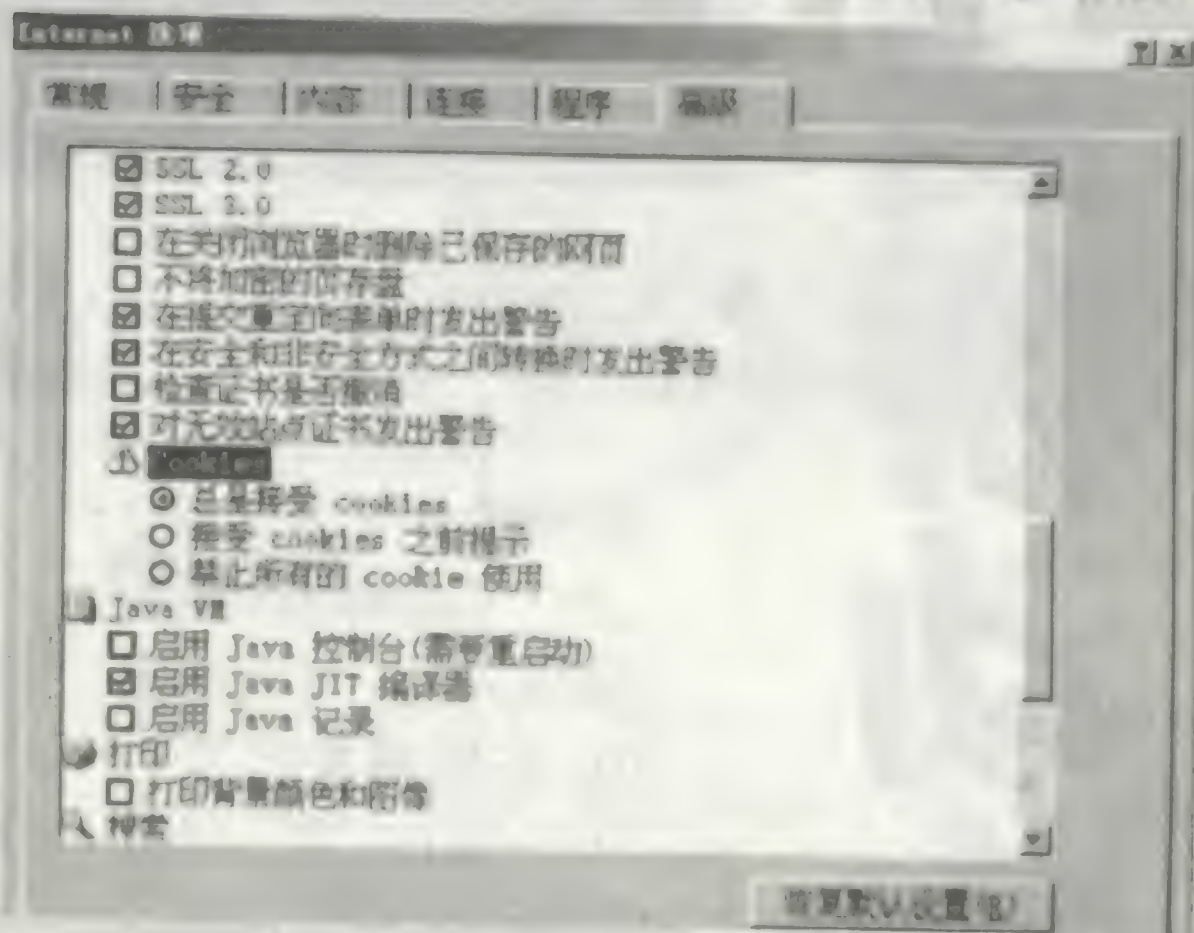 Internet 选项
常规 安全 内容 连接 程序 高级
SSL 2.0
SSL 3.0
在关闭浏览器时删除已保存的网页
不将加密的页存盘
在提交重定向表单时发出警告
在安全和非安全方式之间转换时发出警告
检查证书是否撤消
对无效站点证书发出警告
Cookies
总是接受 cookies
接受 cookies 之前提示
禁止所有的 cookie 使用
Java VM
启用 Java 控制台(需要重启动)
启用 Java JIT 编译器
启用 Java 记录
打印
打印背景颜色和图像
搜索
恢复默认设置(R)